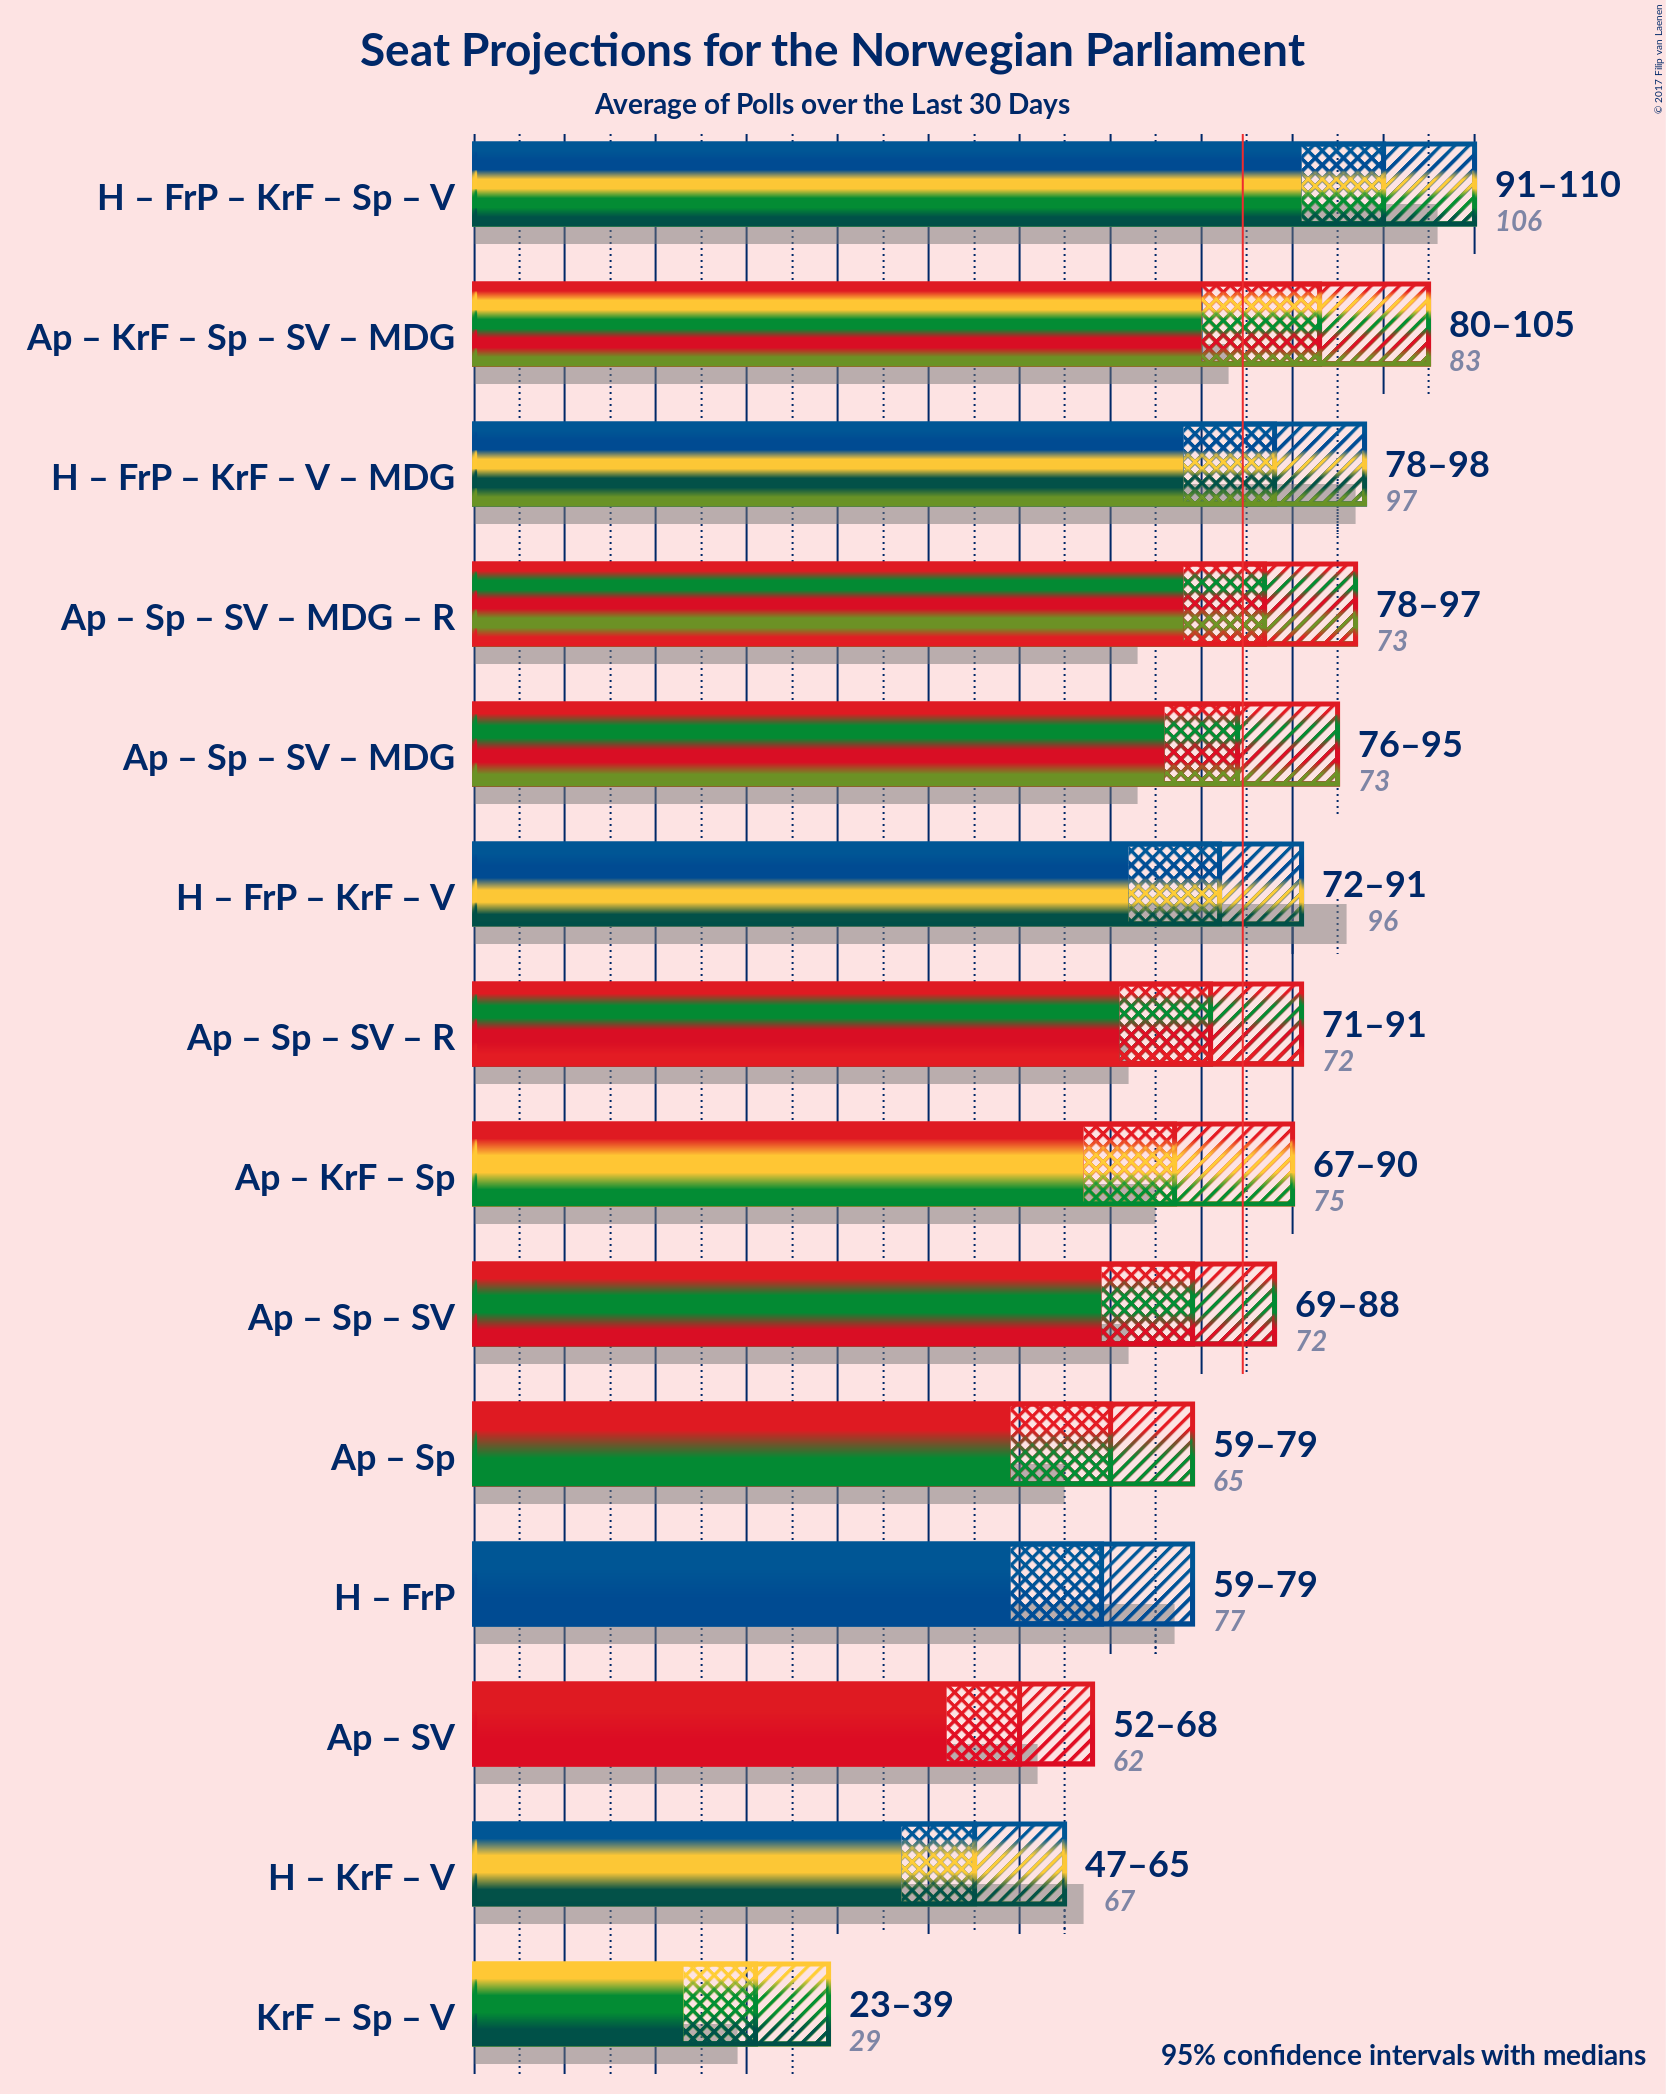 Seat Projections for the Norwegian Parliament
Average of Polls over the Last 30 Days
© 2017 Filip van Laenen
H – FrP – KrF – Sp – V
91–110
106
Ap – KrF – Sp – SV – MDG
80–105
83
H – FrP – KrF – V – MDG
78–98
97
Ap – Sp – SV – MDG – R
78–97
73
Ap – Sp – SV – MDG
76–95
73
H – FrP – KrF – V
72–91
96
Ap – Sp – SV – R
71–91
72
Ap – KrF – Sp
67–90
75
Ap – Sp – SV
69–88
72
Ap – Sp
59–79
65
H – FrP
59–79
77
Ap – SV
52–68
62
H – KrF – V
47–65
67
KrF – Sp – V
23–39
29
95% confidence intervals with medians